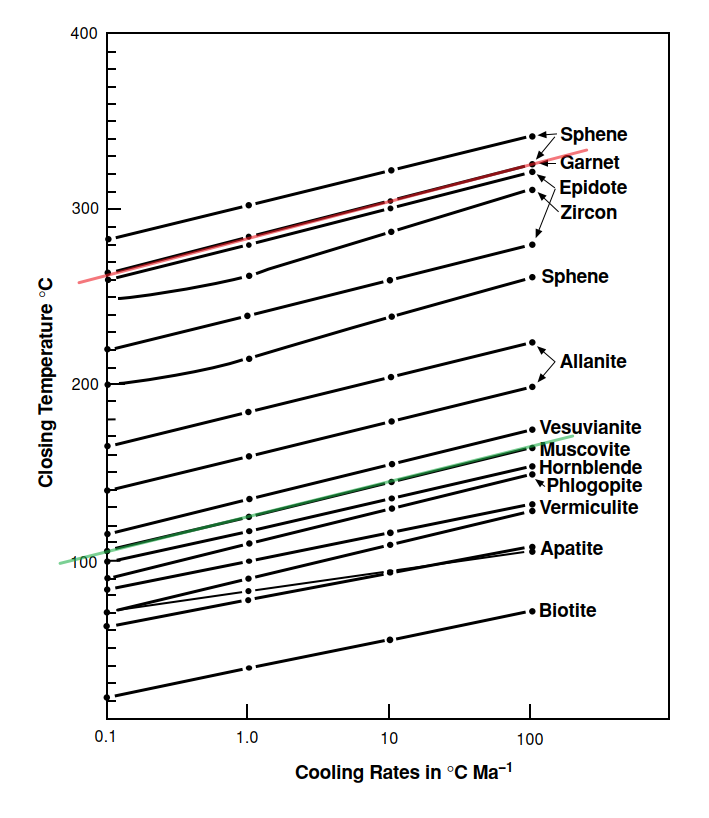 400
300
200
100
Closing Temperature °C
Sphene
Garnet
Epidote
Zircon
Sphene
Allanite
Vesuvianite
Muscovite
Hornblende
Phlogopite
Vermiculite
Apatite
Biotite
0.1 1.0 10 100
Cooling Rates in °C Ma⁻¹